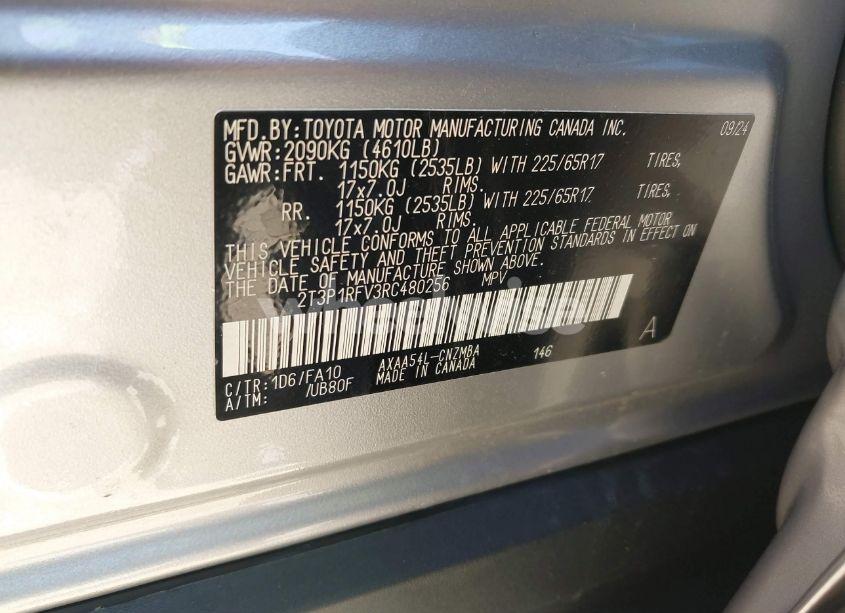 MFD.BY:TOYOTA MOTOR MANUFACTURING CANADA INC. 09/24
GVWR:2090KG (4610LB)
GAWR:FRT. 1150KG (2535LB) WITH 225/65R17 TIRES,
17x7.0J RIMS.
RR. 1150KG (2535LB) WITH 225/65R17 TIRES,
17x7.0J RIMS.
THIS VEHICLE CONFORMS TO ALL APPLICABLE FEDERAL MOTOR
VEHICLE SAFETY AND THEFT PREVENTION STANDARDS IN EFFECT ON
THE DATE OF MANUFACTURE SHOWN ABOVE.
2T3P1RFV3RC480256 MPV
A
C/TR:1D6/FA10 AXAA54L-CNZMBA 146
A/TM: /UB80F MADE IN CANADA